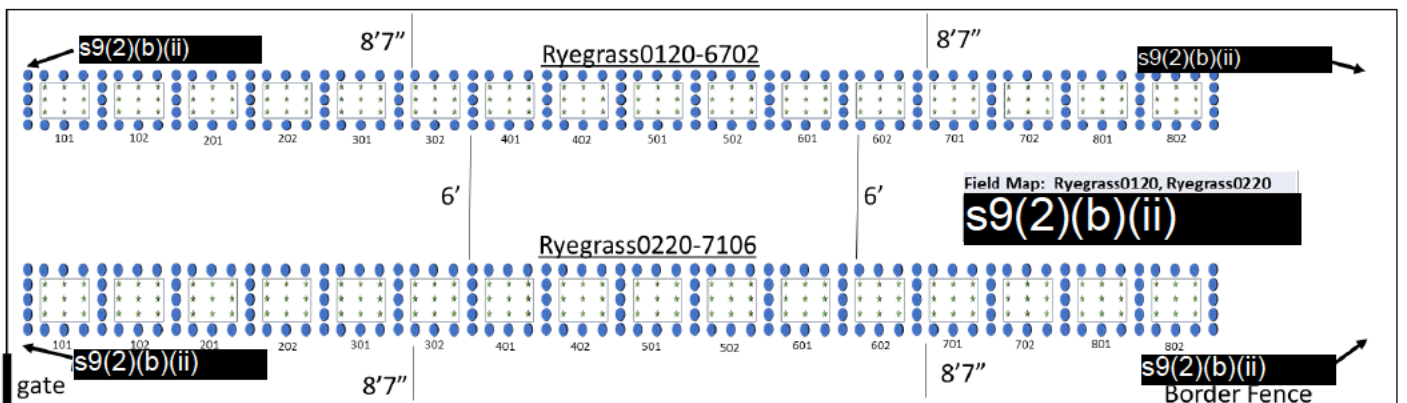 s9(2)(b)(ii)
8'7"
Ryegrass0120-6702
8'7"
s9(2)(b)(ii)
101 102 201 202 301 302 401 402 501 502 601 602 701 702 801 802
6'
6'
Field Map: Ryegrass0120, Ryegrass0220
s9(2)(b)(ii)
Ryegrass0220-7106
101 102 201 202 301 302 401 402 501 502 601 602 701 702 801 802
s9(2)(b)(ii)
s9(2)(b)(ii)
gate
8'7"
8'7"
Border Fence